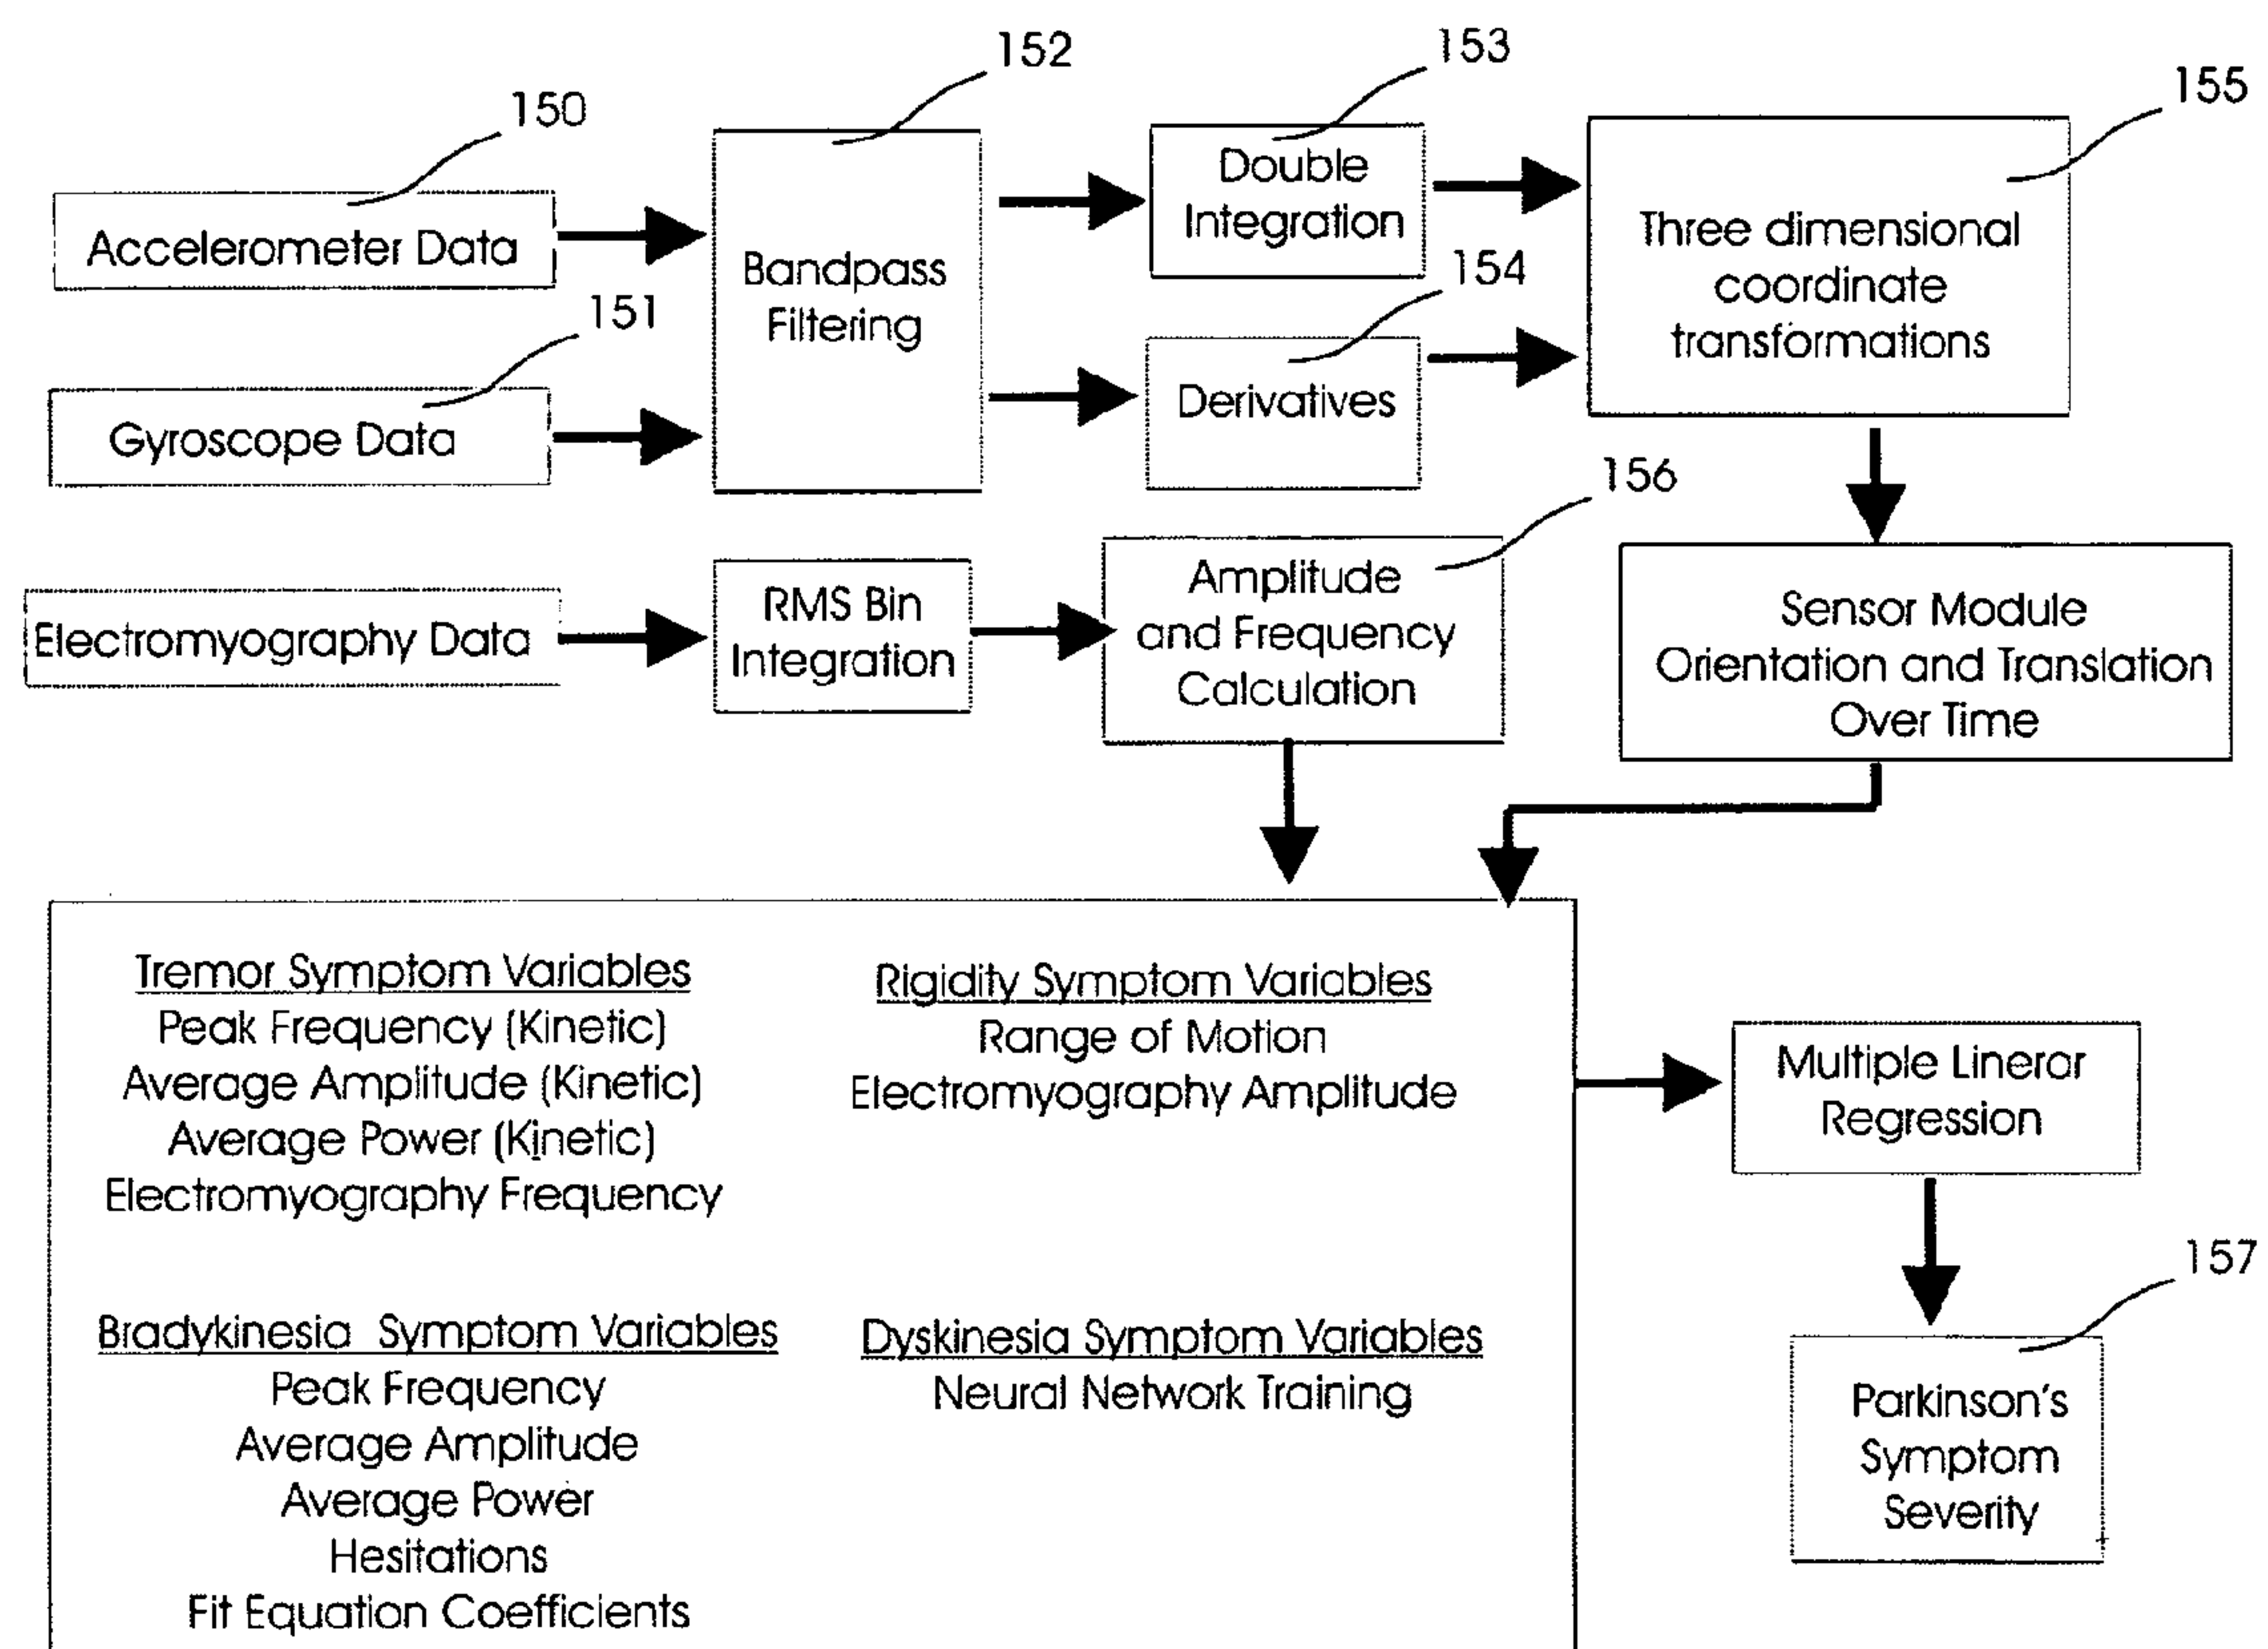 152
153
155
150
Accelerometer Data
Bandpass
Filtering
Double
Integration
Three dimensional
coordinate
transformations
151
154
Gyroscope Data
Derivatives
156
Electromyography Data
RMS Bin
Integration
Amplitude
and Frequency
Calculation
Sensor Module
Orientation and Translation
Over Time
Tremor Symptom Variables
Peak Frequency (Kinetic)
Average Amplitude (Kinetic)
Average Power (Kinetic)
Electromyography Frequency
Rigidity Symptom Variables
Range of Motion
Electromyography Amplitude
Bradykinesia Symptom Variables
Peak Frequency
Average Amplitude
Average Power
Hesitations
Fit Equation Coefficients
Dyskinesia Symptom Variables
Neural Network Training
Multiple Linerar
Regression
157
Parkinson's
Symptom
Severity